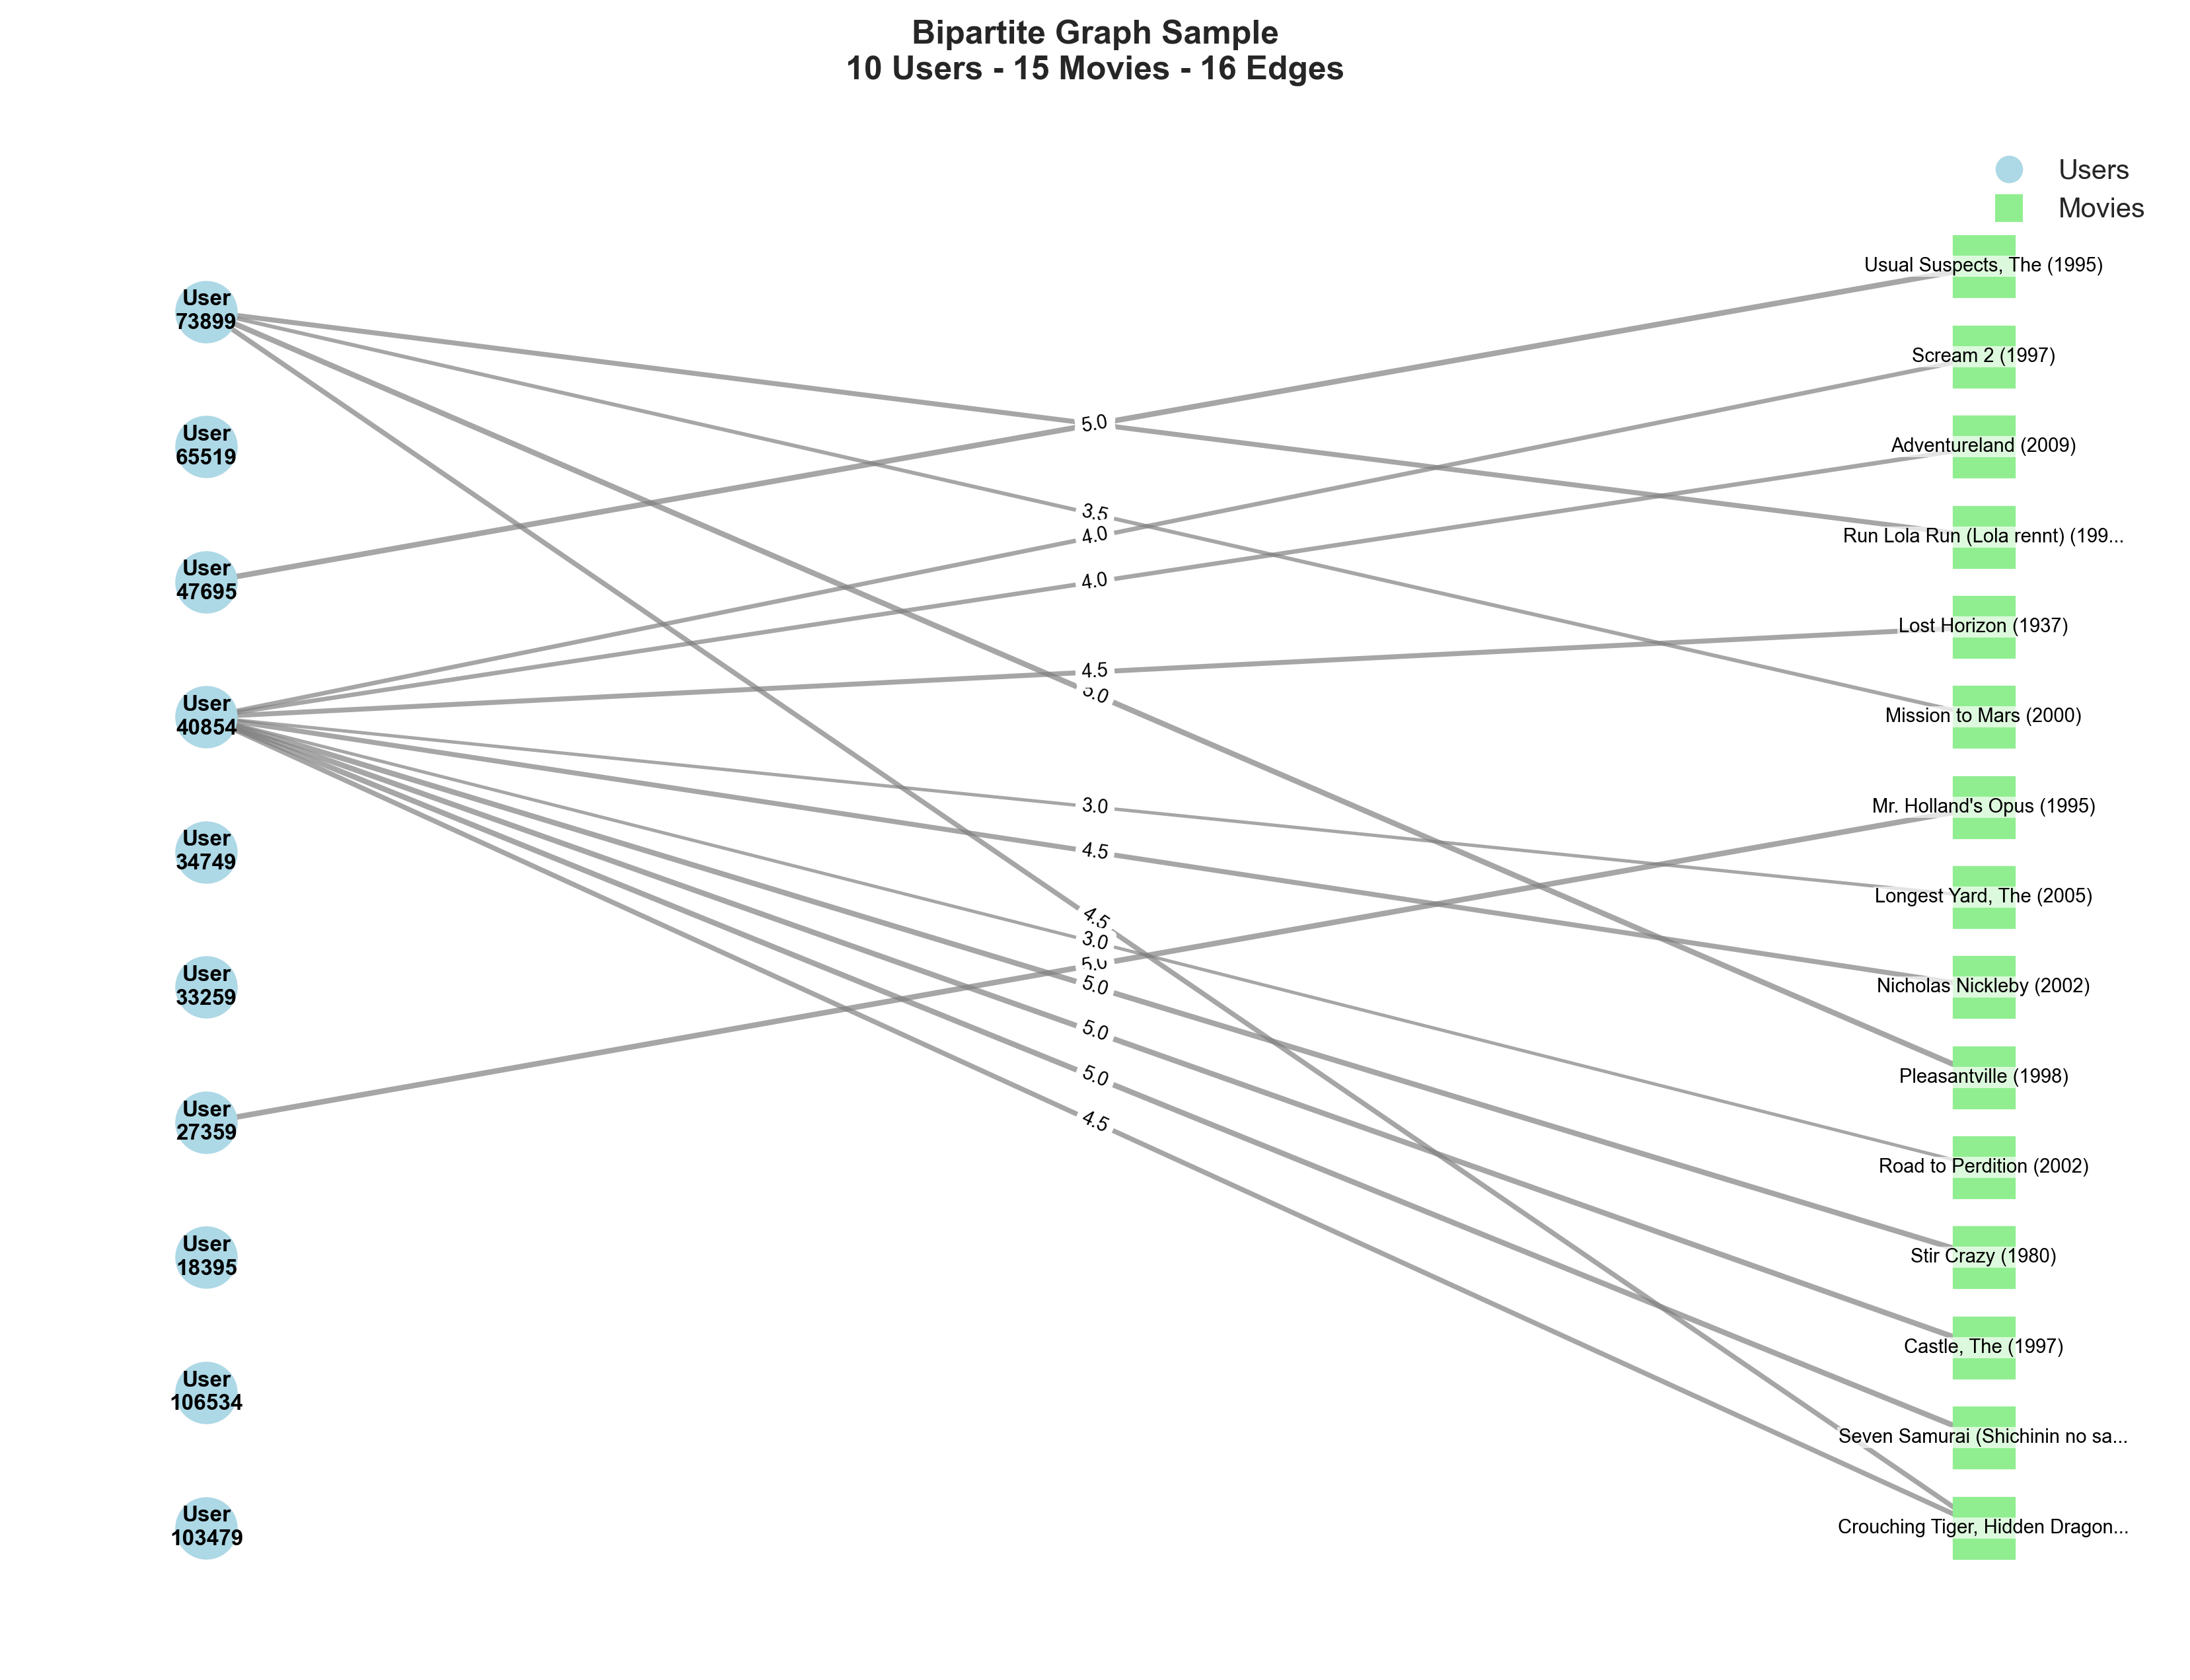 Bipartite Graph Sample
10 Users - 15 Movies - 16 Edges
Users
Movies
User
73899
User
65519
User
47695
User
40854
User
34749
User
33259
User
27359
User
18395
User
106534
User
103479
5.0
3.5
4.0
4.0
4.5
5.0
3.0
4.5
4.5
3.0
5.0
5.0
5.0
5.0
4.5
Usual Suspects, The (1995)
Scream 2 (1997)
Adventureland (2009)
Run Lola Run (Lola rennt) (199...
Lost Horizon (1937)
Mission to Mars (2000)
Mr. Holland's Opus (1995)
Longest Yard, The (2005)
Nicholas Nickleby (2002)
Pleasantville (1998)
Road to Perdition (2002)
Stir Crazy (1980)
Castle, The (1997)
Seven Samurai (Shichinin no sa...
Crouching Tiger, Hidden Dragon...